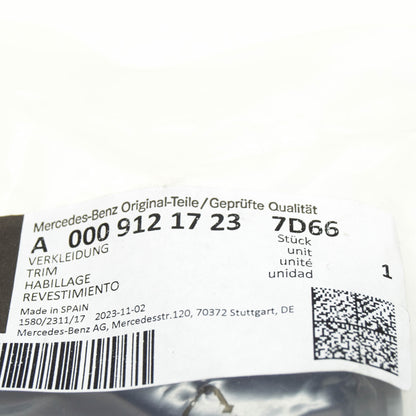 Mercedes-Benz Original-Teile/Geprüfte Qualität
A 000 912 17 23 7D66
VERKLEIDUNG Stück
TRIM unit
HABILLAGE unité
REVESTIMIENTO unidad 1
Made in SPAIN
1580/2311/17 2023-11-02
Mercedes-Benz AG, Mercedesstr.120, 70372 Stuttgart, DE